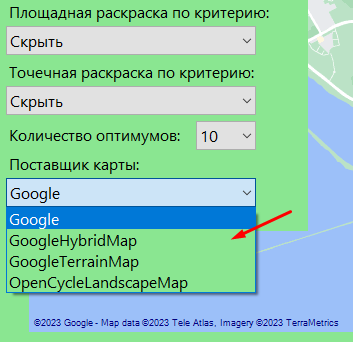 Площадная раскраска по критерию:
Скрыть
Точечная раскраска по критерию:
Скрыть
Количество оптимумов: 10
Поставщик карты:
Google
Google
GoogleHybridMap
GoogleTerrainMap
OpenCycleLandscapeMap
©2023 Google - Map data ©2023 Tele Atlas, Imagery ©2023 TerraMetrics